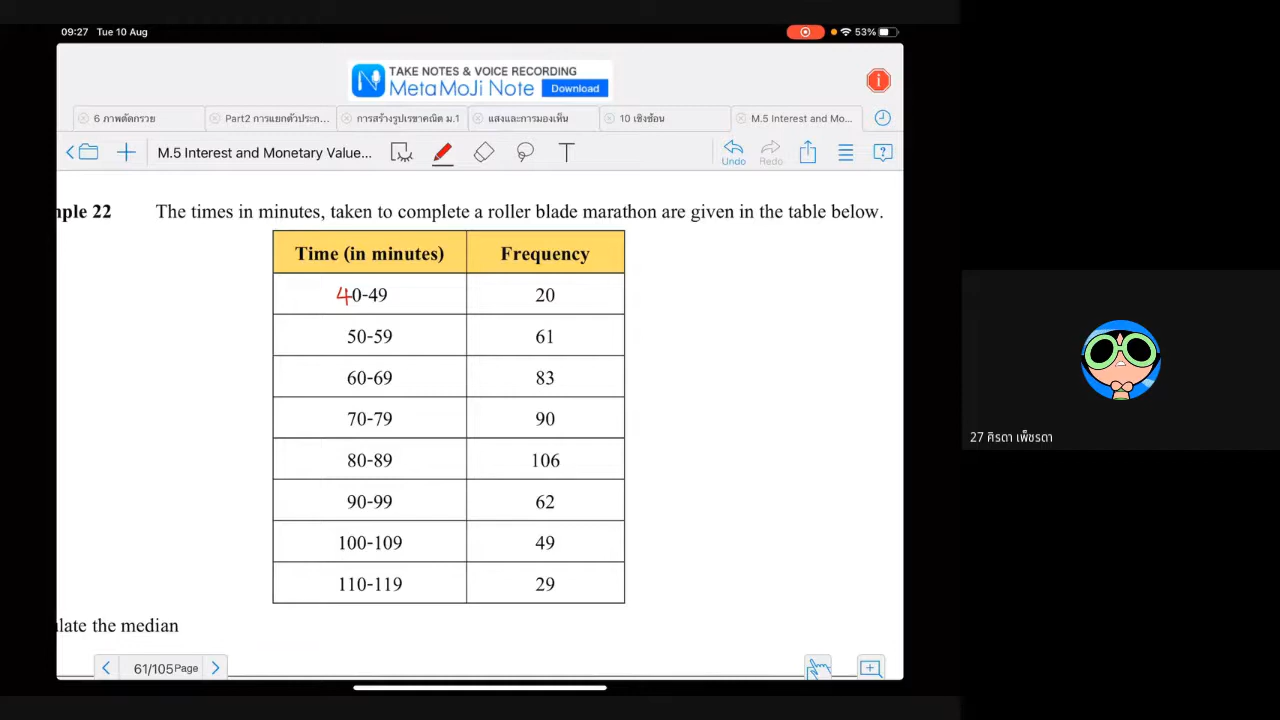 09:27 Tue 10 Aug 53%
TAKE NOTES & VOICE RECORDING
MetaMoJi Note Download
6 ภาพตัดกรวย Part2 การแยกตัวประก... การสร้างรูปเรขาคณิต ม.1 แสงและการมองเห็น 10 เชิงซ้อน M.5 Interest and Mo...
M.5 Interest and Monetary Value... T Undo Redo
nple 22 The times in minutes, taken to complete a roller blade marathon are given in the table below.
Time (in minutes) Frequency
40-49 20
50-59 61
60-69 83
70-79 90
80-89 106
90-99 62
100-109 49
110-119 29
ulate the median
61/105Page
27 ศิรดา เพ็ชรดา